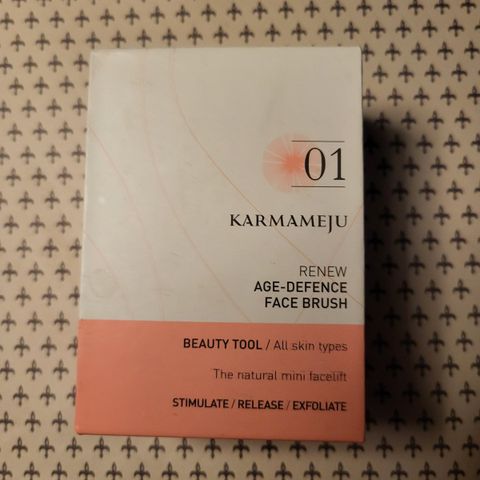 01
KARMAMEJU
RENEW
AGE-DEFENCE
FACE BRUSH
BEAUTY TOOL / All skin types
The natural mini facelift
STIMULATE / RELEASE / EXFOLIATE